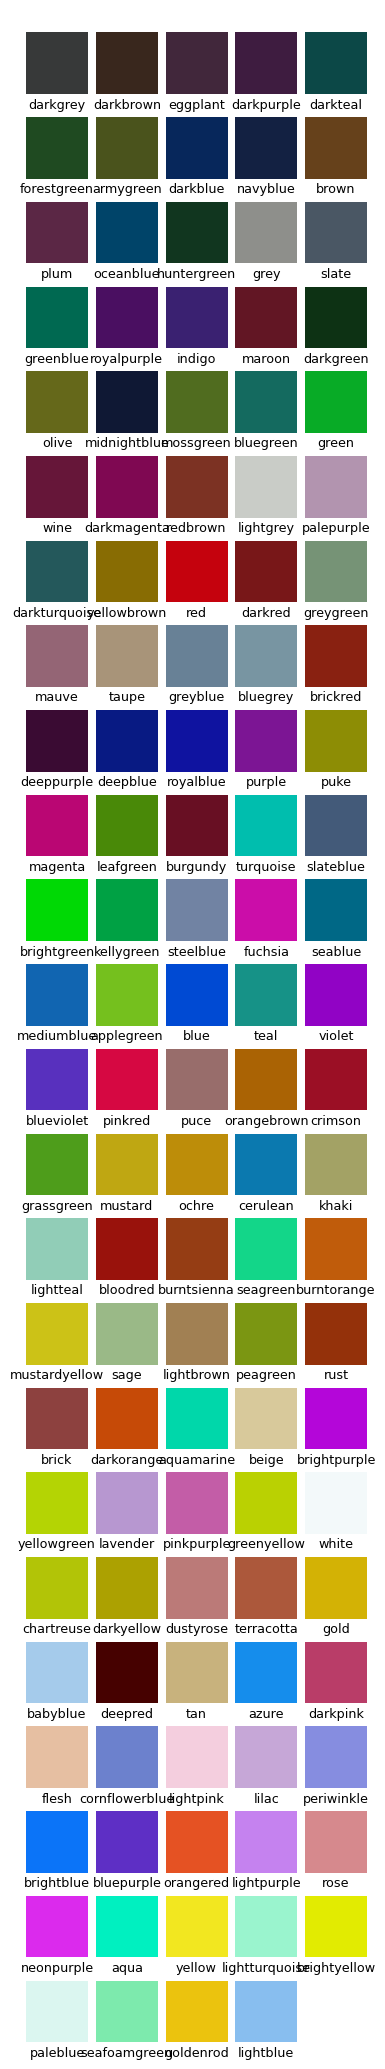 darkgrey darkbrown eggplant darkpurple darkteal
forestgreen armygreen darkblue navyblue brown
plum oceanblue huntergreen grey slate
greenblue royalpurple indigo maroon darkgreen
olive midnightblue mossgreen bluegreen green
wine darkmagenta redbrown lightgrey palepurple
darkturquoise yellowbrown red darkred greygreen
mauve taupe greyblue bluegrey brickred
deeppurple deepblue royalblue purple puke
magenta leafgreen burgundy turquoise slateblue
brightgreen kellygreen steelblue fuchsia seablue
mediumblue applegreen blue teal violet
blueviolet pinkred puce orangebrown crimson
grassgreen mustard ochre cerulean khaki
lightteal bloodred burntsienna seagreen burntorange
mustardyellow sage lightbrown peagreen rust
brick darkorange aquamarine beige brightpurple
yellowgreen lavender pinkpurple greenyellow white
chartreuse darkyellow dustyrose terracotta gold
babyblue deepred tan azure darkpink
flesh cornflowerblue lightpink lilac periwinkle
brightblue bluepurple orangered lightpurple rose
neonpurple aqua yellow lightturquoise brightyellow
paleblue seafoamgreen goldenrod lightblue